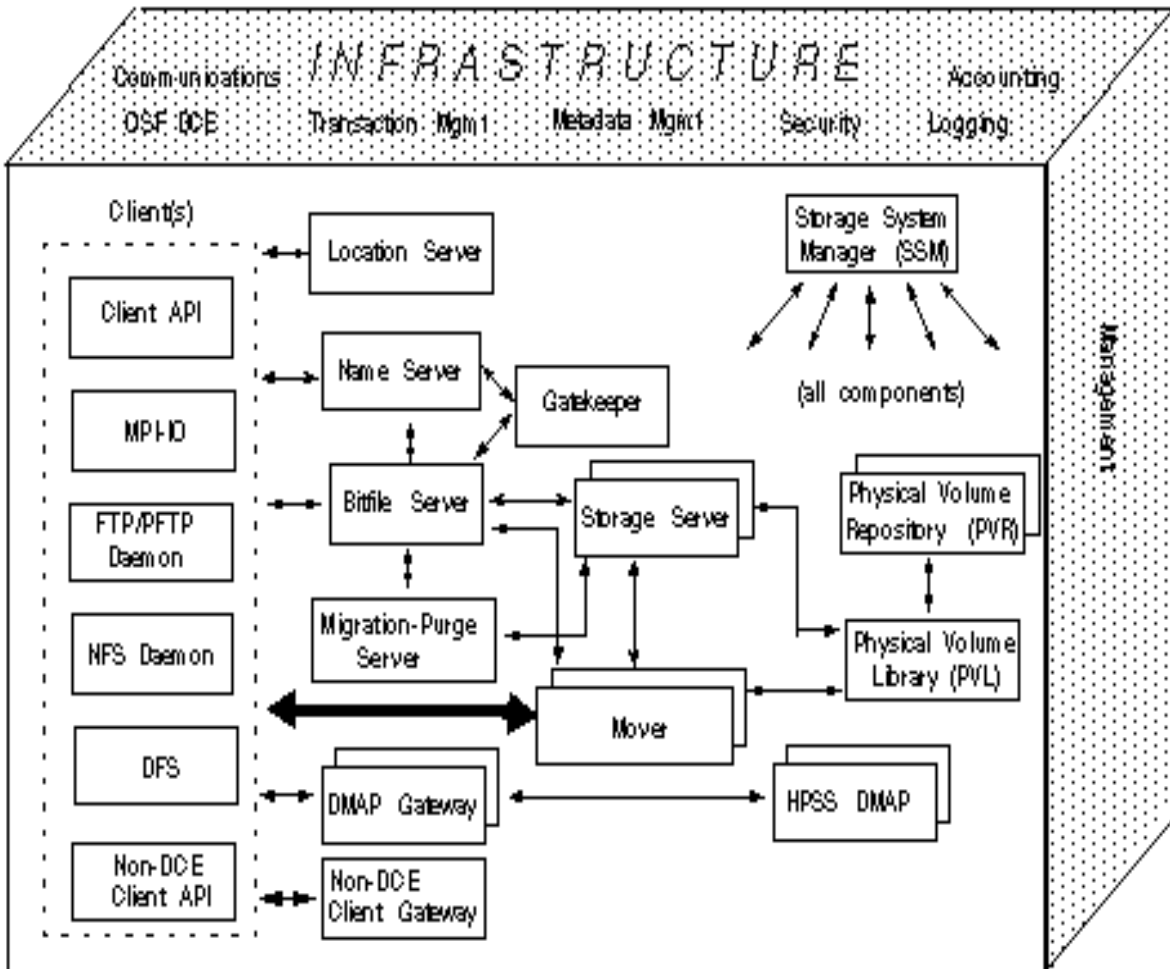 INFRASTRUCTURE
Communications
Accounting
OSF DCE
Transaction Mgmt
Metadata Mgmt
Security
Logging
Client(s)
Client API
MPI-IO
FTP/PFTP
Daemon
NFS Daemon
DFS
Non-DCE
Client API
Location Server
Name Server
Gatekeeper
Bitfile Server
Storage Server
Migration-Purge
Server
Mover
DMAP Gateway
HPSS DMAP
Non-DCE
Client Gateway
Storage System
Manager (SSM)
(all components)
Physical Volume
Repository (PVR)
Physical Volume
Library (PVL)
Management